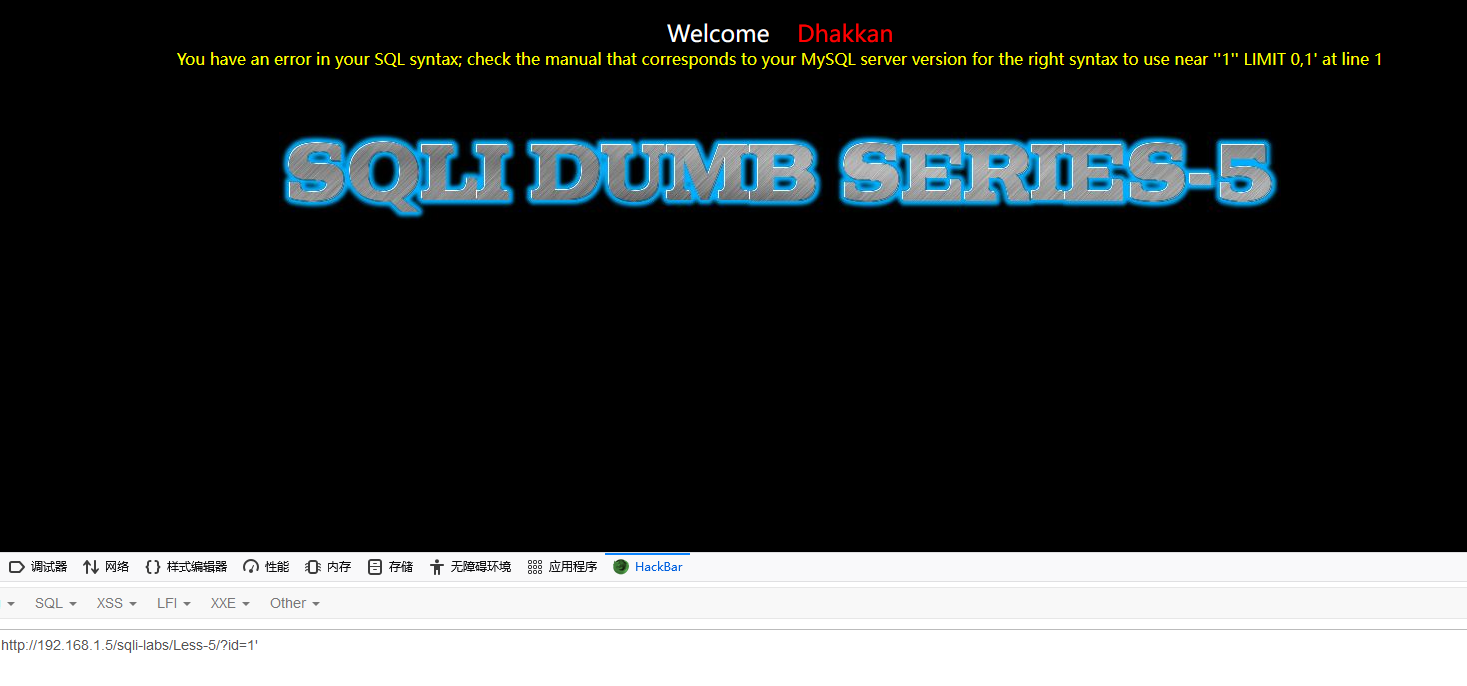 Welcome Dhakkan
You have an error in your SQL syntax; check the manual that corresponds to your MySQL server version for the right syntax to use near ''1'' LIMIT 0,1' at line 1
SQLI DUMB SERIES-5
调试器 网络 {} 样式编辑器 性能 内存 存储 无障碍环境 应用程序 HackBar
SQL XSS LFI XXE Other
http://192.168.1.5/sqli-labs/Less-5/?id=1'